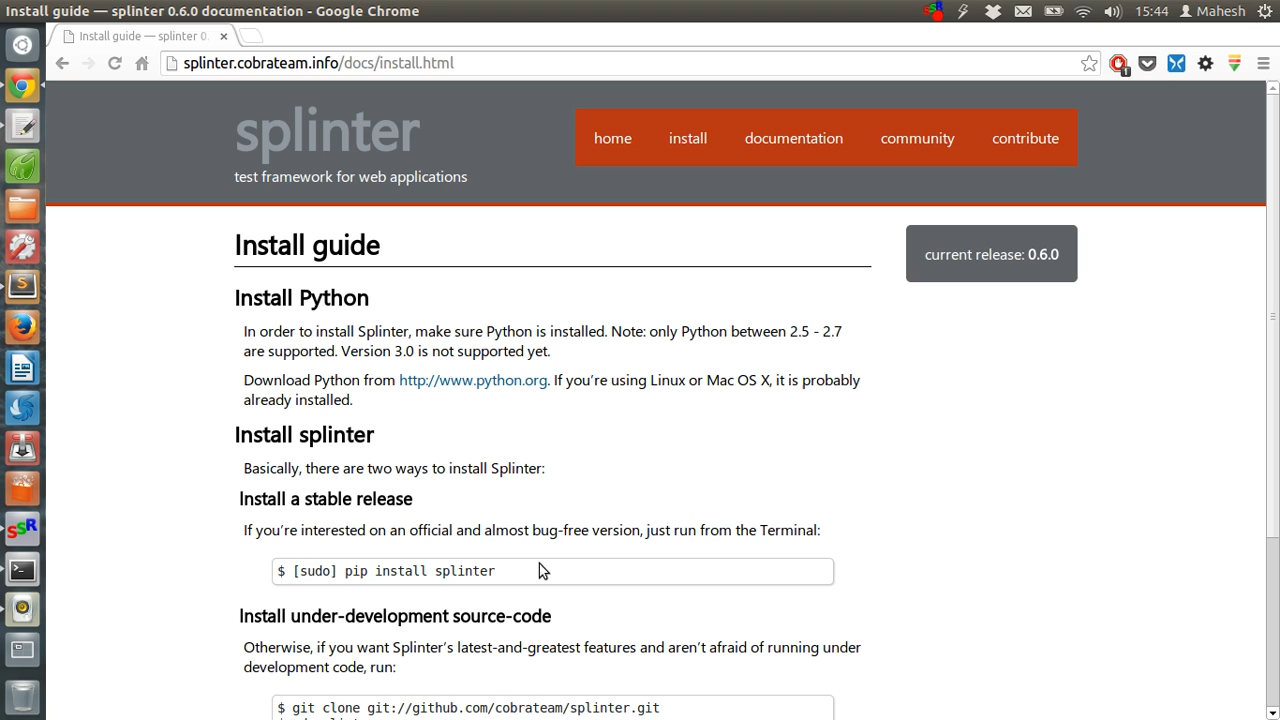 Install guide — splinter 0.6.0 documentation - Google Chrome
15:44 Mahesh
Install guide — splinter 0.
splinter.cobrateam.info/docs/install.html
1
splinter
home install documentation community contribute
test framework for web applications
Install guide
current release: 0.6.0
Install Python
In order to install Splinter, make sure Python is installed. Note: only Python between 2.5 - 2.7
are supported. Version 3.0 is not supported yet.
Download Python from http://www.python.org. If you’re using Linux or Mac OS X, it is probably
already installed.
Install splinter
Basically, there are two ways to install Splinter:
Install a stable release
If you’re interested on an official and almost bug-free version, just run from the Terminal:
$ [sudo] pip install splinter
Install under-development source-code
Otherwise, if you want Splinter’s latest-and-greatest features and aren’t afraid of running under
development code, run:
$ git clone git://github.com/cobrateam/splinter.git